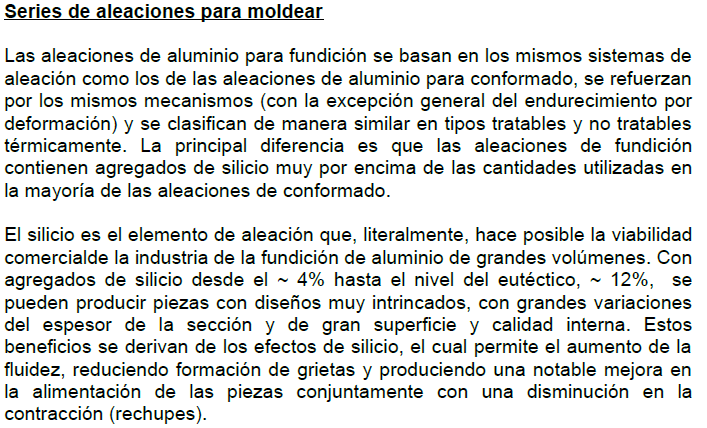 Series de aleaciones para moldear
Las aleaciones de aluminio para fundición se basan en los mismos sistemas de
aleación como los de las aleaciones de aluminio para conformado, se refuerzan
por los mismos mecanismos (con la excepción general del endurecimiento por
deformación) y se clasifican de manera similar en tipos tratables y no tratables
térmicamente. La principal diferencia es que las aleaciones de fundición
contienen agregados de silicio muy por encima de las cantidades utilizadas en
la mayoría de las aleaciones de conformado.
El silicio es el elemento de aleación que, literalmente, hace posible la viabilidad
comercialde la industria de la fundición de aluminio de grandes volúmenes. Con
agregados de silicio desde el ~ 4% hasta el nivel del eutéctico, ~ 12%, se
pueden producir piezas con diseños muy intrincados, con grandes variaciones
del espesor de la sección y de gran superficie y calidad interna. Estos
beneficios se derivan de los efectos de silicio, el cual permite el aumento de la
fluidez, reduciendo formación de grietas y produciendo una notable mejora en
la alimentación de las piezas conjuntamente con una disminución en la
contracción (rechupes).